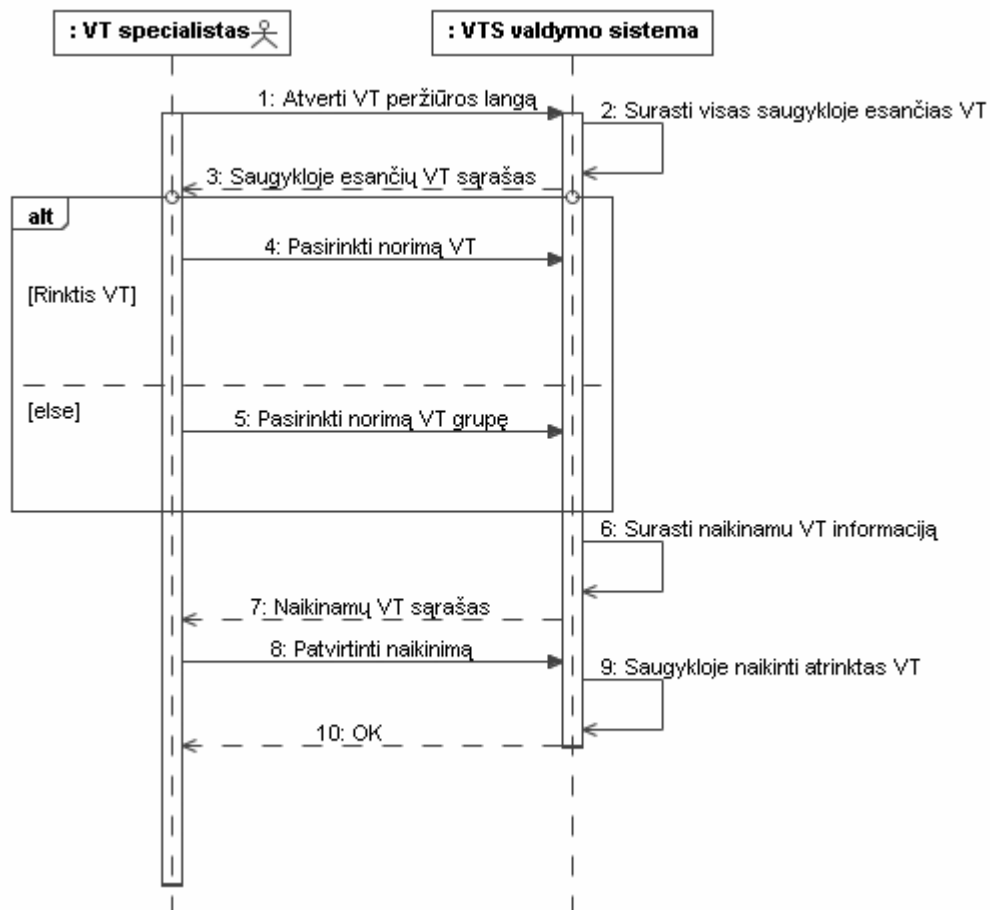 : VT specialistas
: VTS valdymo sistema
1: Atverti VT peržiūros langą
2: Surasti visas saugykloje esančias VT
3: Saugykloje esančių VT sąrašas
alt
4: Pasirinkti norimą VT
[Rinktis VT]
[else]
5: Pasirinkti norimą VT grupę
6: Surasti naikinamu VT informaciją
7: Naikinamų VT sąrašas
8: Patvirtinti naikinimą
9: Saugykloje naikinti atrinktas VT
10: OK